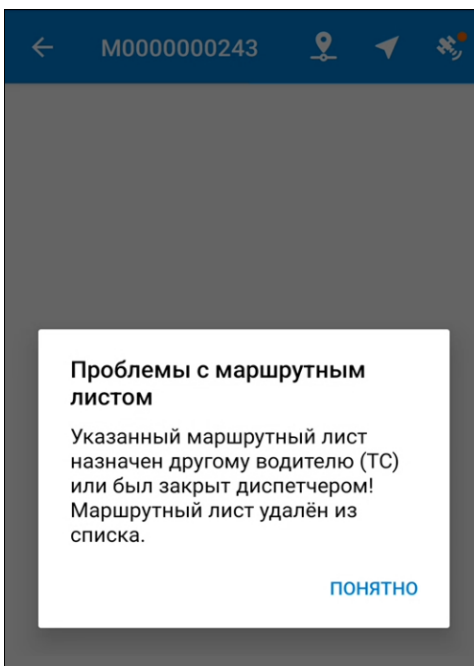 М0000000243
Проблемы с маршрутным
листом
Указанный маршрутный лист
назначен другому водителю (ТС)
или был закрыт диспетчером!
Маршрутный лист удалён из
списка.
ПОНЯТНО